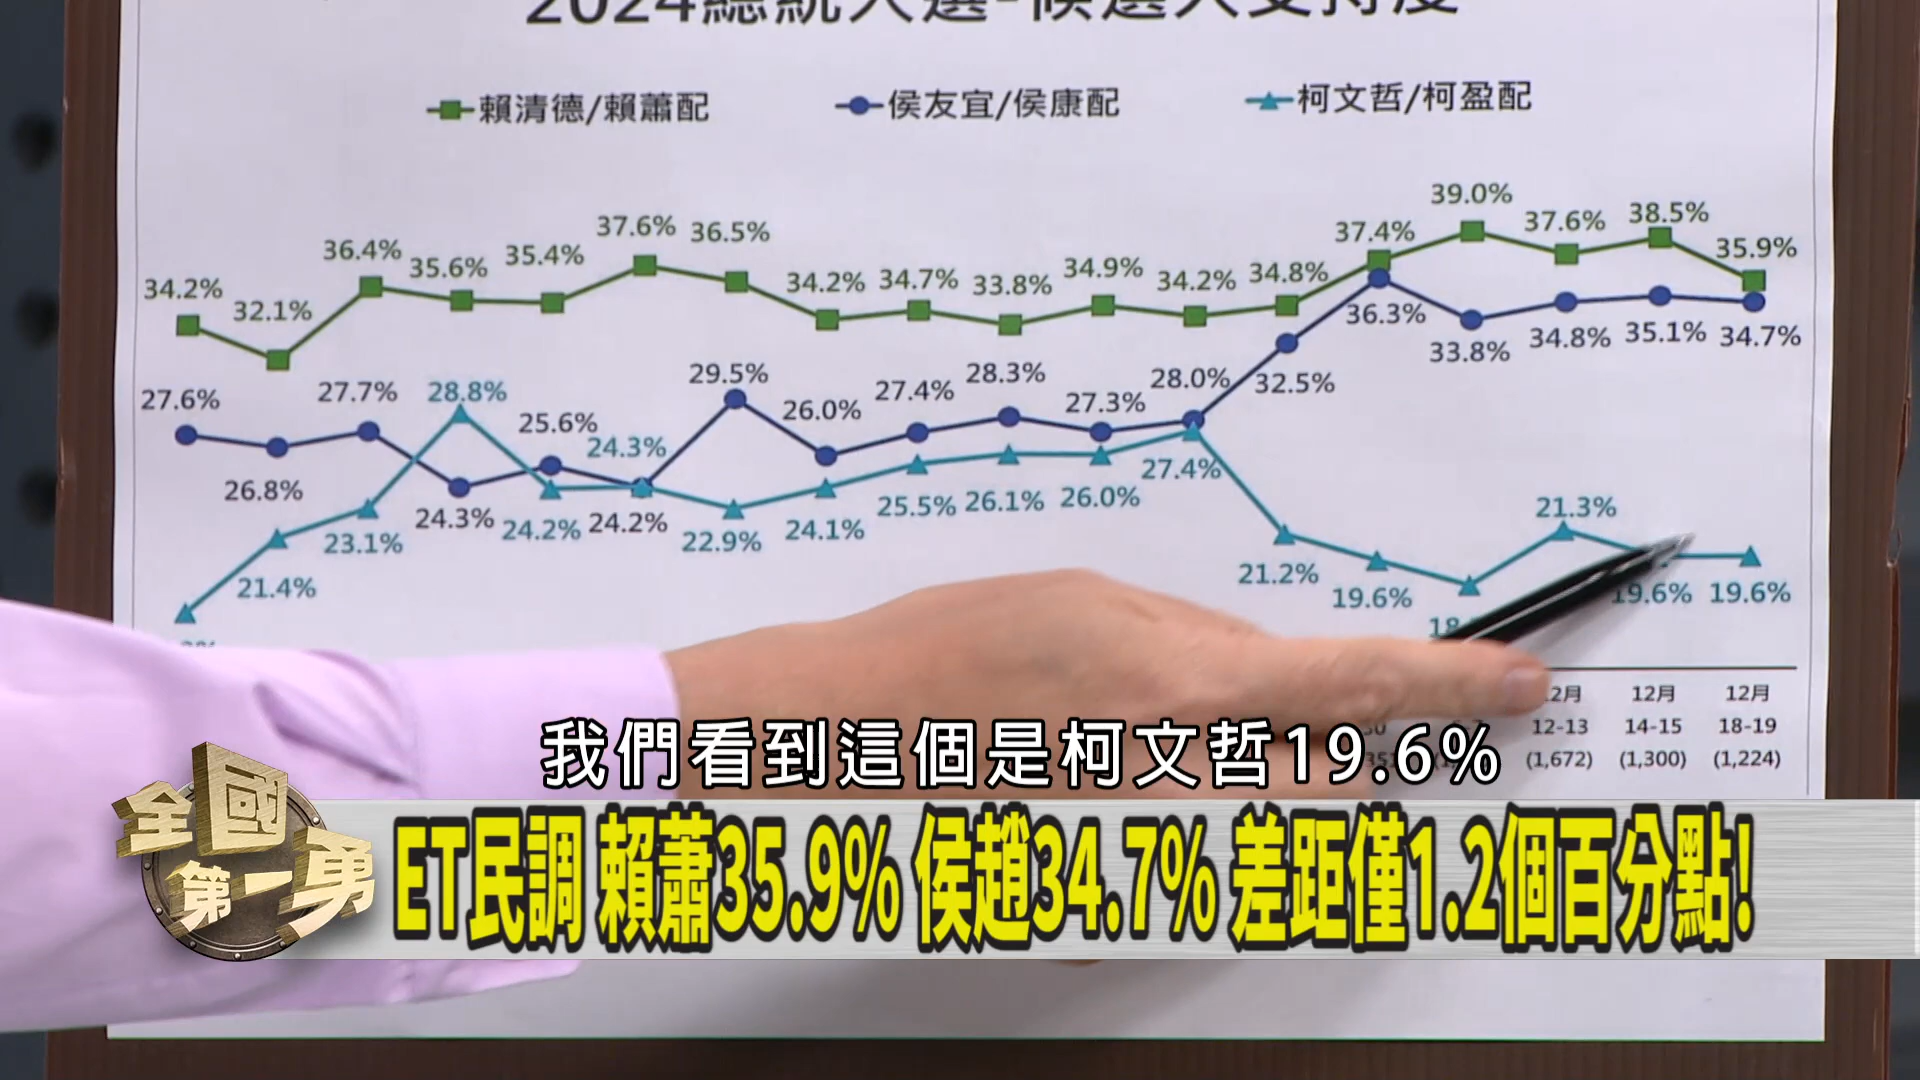 2024總統大選-候選人支持度
賴清德/賴蕭配 侯友宜/侯康配 柯文哲/柯盈配
34.2% 32.1% 36.4% 35.6% 35.4% 37.6% 36.5% 34.2% 34.7% 33.8% 34.9% 34.2% 34.8% 37.4% 39.0% 37.6% 38.5% 35.9%
27.6% 26.8% 27.7% 24.3% 25.6% 24.2% 29.5% 26.0% 27.4% 28.3% 27.3% 28.0% 32.5% 36.3% 33.8% 34.8% 35.1% 34.7%
21.4% 23.1% 28.8% 24.2% 24.3% 22.9% 24.1% 25.5% 26.1% 26.0% 27.4% 21.2% 19.6% 21.3% 19.6% 19.6%
12月 12月 12月
12-13 14-15 18-19
(1,672) (1,300) (1,224)
我們看到這個是柯文哲19.6%
全國
第一勇
ET民調 賴蕭35.9% 侯趙34.7% 差距僅1.2個百分點!